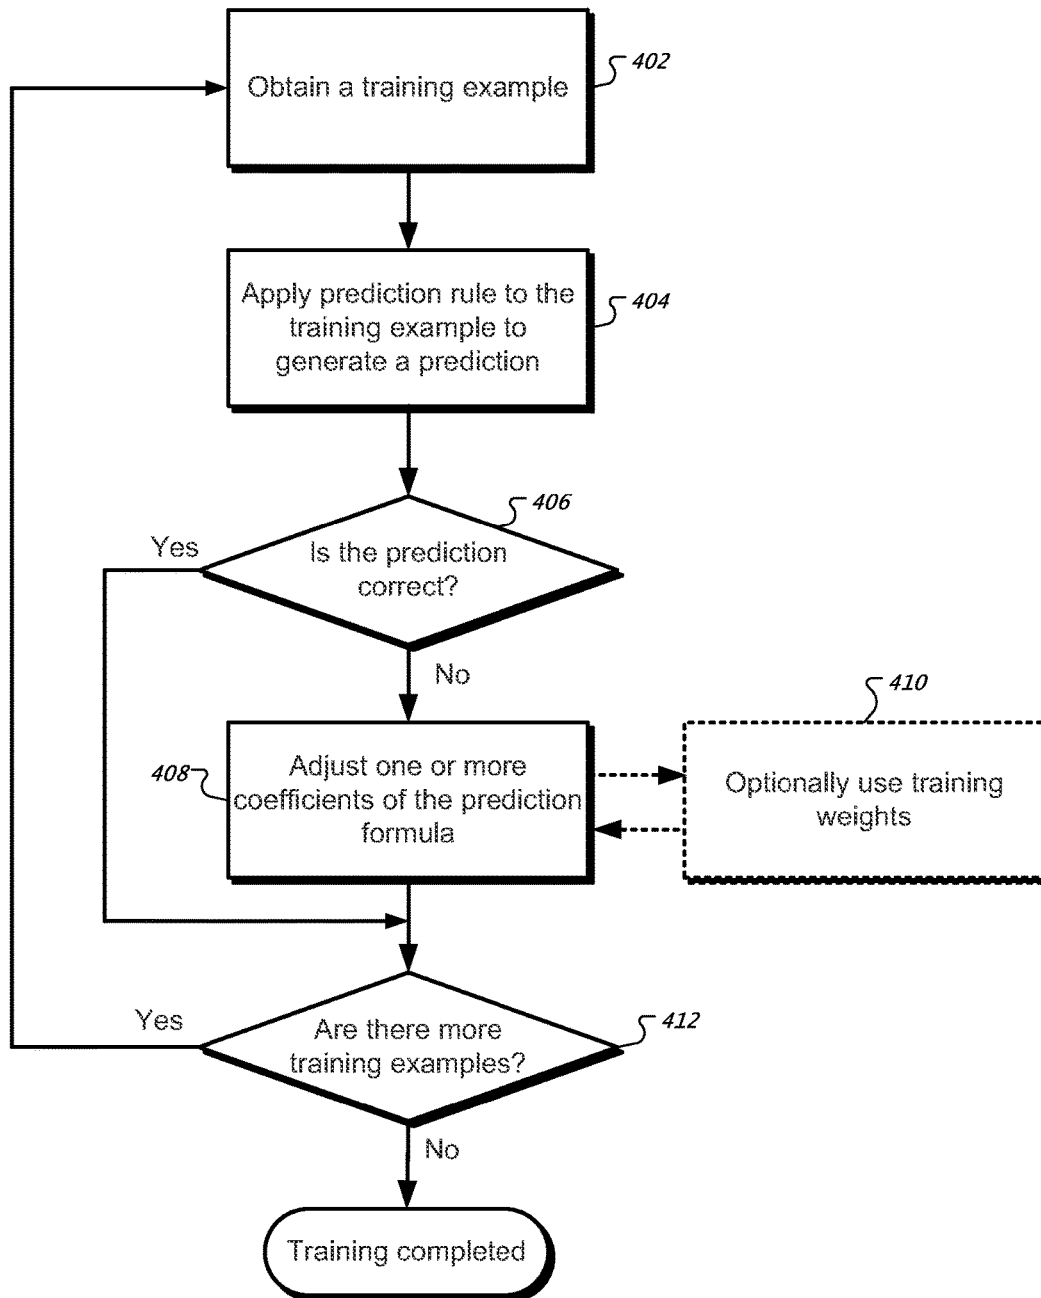 Obtain a training example
402
Apply prediction rule to the
training example to
generate a prediction
404
406
Is the prediction
correct?
Yes
No
408
Adjust one or more
coefficients of the prediction
formula
410
Optionally use training
weights
412
Are there more
training examples?
Yes
No
Training completed